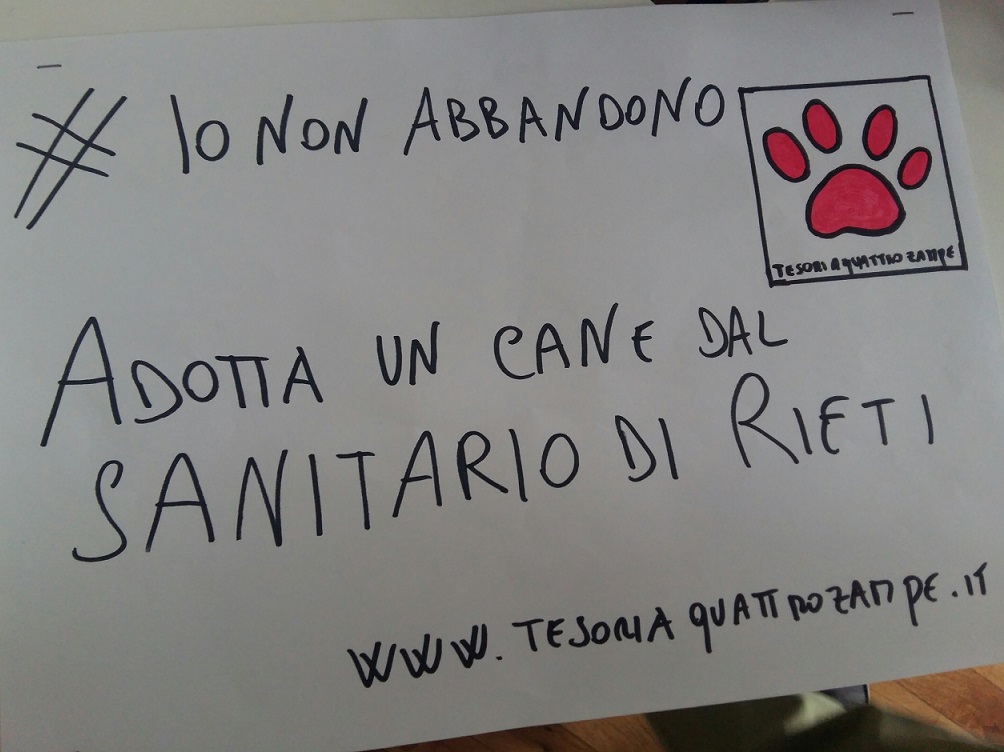 # IO NON ABBANDONO
TESORI A QUATTRO ZAMPE
ADOTTA UN CANE DAL
SANITARIO DI RIETI
WWW.TESORIAQUATTROZAMPE.IT